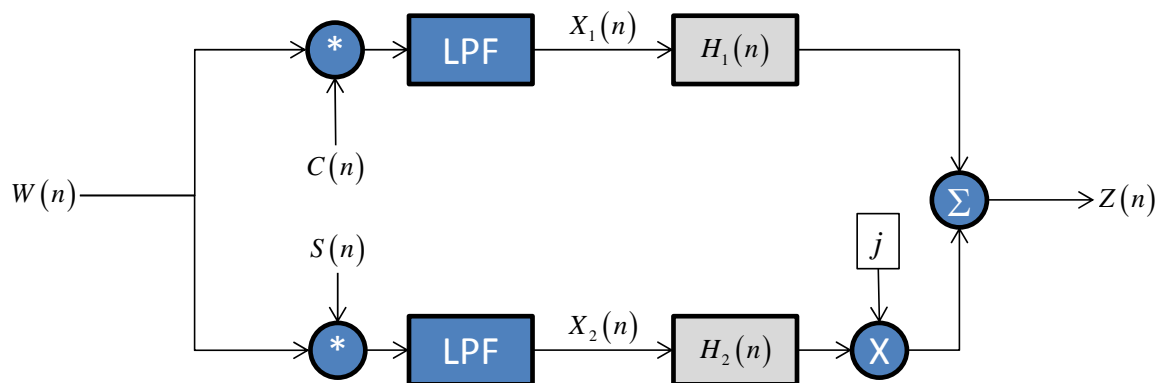 X₁(n)
* LPF H₁(n)
C(n)
W(n) Σ Z(n)
S(n) j
X₂(n)
* LPF H₂(n) X